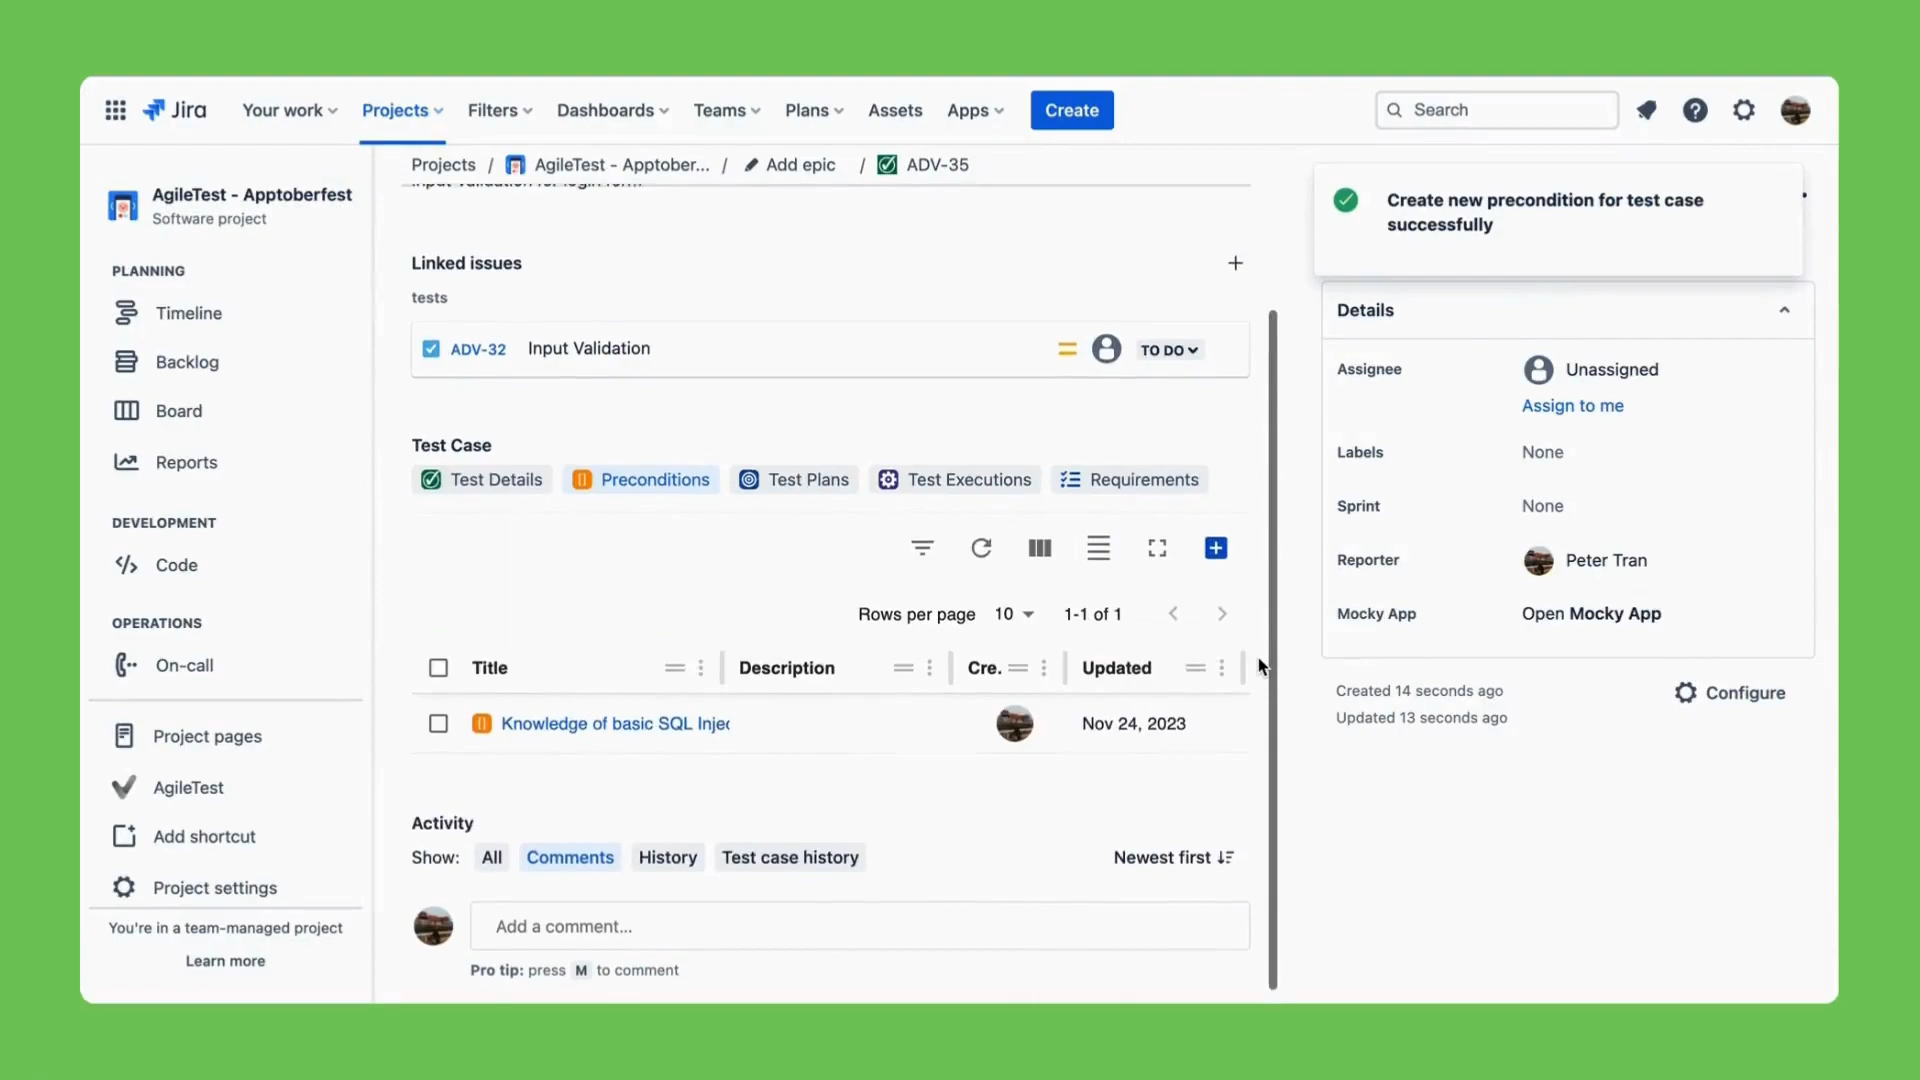 Jira
Your work
Projects
Filters
Dashboards
Teams
Plans
Assets
Apps
Create
Search
AgileTest - Apptoberfest
Software project
PLANNING
Timeline
Backlog
Board
Reports
DEVELOPMENT
Code
OPERATIONS
On-call
Project pages
AgileTest
Add shortcut
Project settings
You're in a team-managed project
Learn more
Projects / AgileTest - Apptober... / Add epic / ADV-35
Linked issues
tests
ADV-32 Input Validation TO DO
Test Case
Test Details
Preconditions
Test Plans
Test Executions
Requirements
Rows per page 10 1-1 of 1
Title Description Cre. Updated
Knowledge of basic SQL Injec Nov 24, 2023
Activity
Show: All Comments History Test case history Newest first
Add a comment...
Pro tip: press M to comment
Create new precondition for test case
successfully
Details
Assignee Unassigned
Assign to me
Labels None
Sprint None
Reporter Peter Tran
Mocky App Open Mocky App
Created 14 seconds ago
Updated 13 seconds ago
Configure